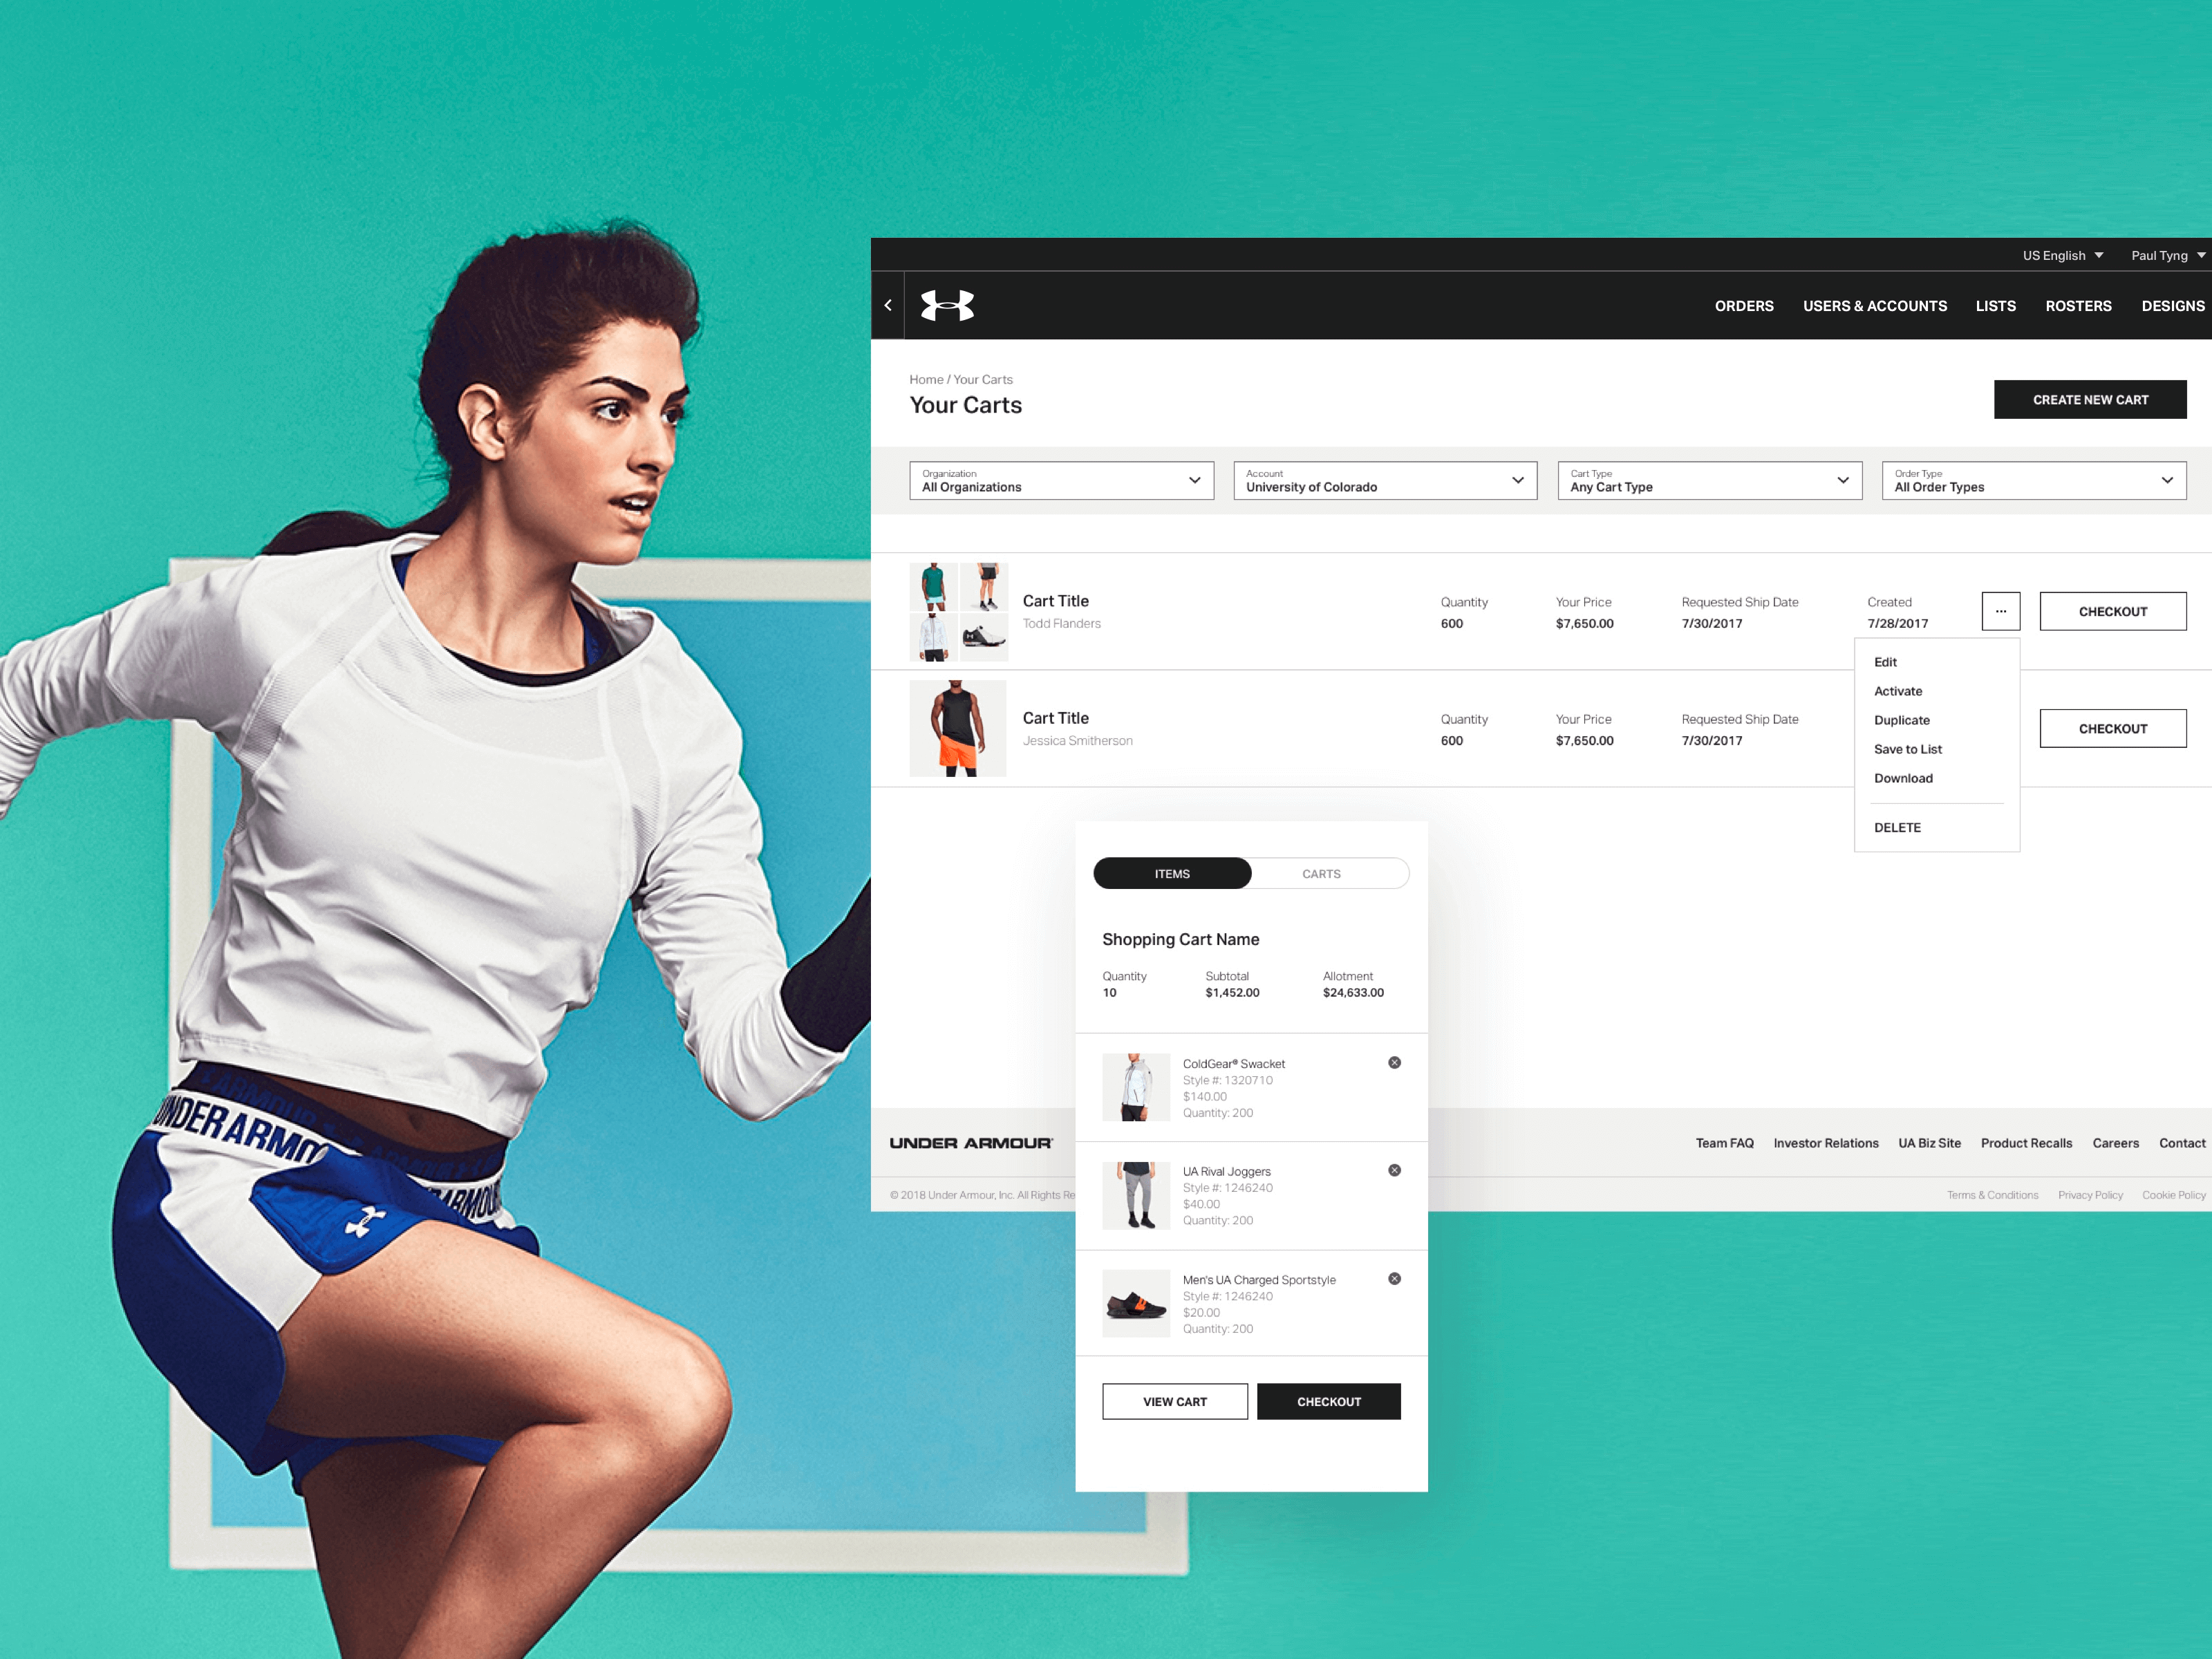 US English
Paul Tyng
ORDERS
USERS & ACCOUNTS
LISTS
ROSTERS
DESIGNS
Home / Your Carts
Your Carts
CREATE NEW CART
Organization
All Organizations
Account
University of Colorado
Cart Type
Any Cart Type
Order Type
All Order Types
Cart Title
Todd Flanders
Quantity
600
Your Price
$7,650.00
Requested Ship Date
7/30/2017
Created
7/28/2017
...
CHECKOUT
Edit
Activate
Duplicate
Save to List
Download
DELETE
Cart Title
Jessica Smitherson
Quantity
600
Your Price
$7,650.00
Requested Ship Date
7/30/2017
CHECKOUT
ITEMS
CARTS
Shopping Cart Name
Quantity
10
Subtotal
$1,452.00
Allotment
$24,633.00
ColdGear® Swacket
Style #: 1320710
$140.00
Quantity: 200
UA Rival Joggers
Style #: 1246240
$40.00
Quantity: 200
Men's UA Charged Sportstyle
Style #: 1246240
$20.00
Quantity: 200
VIEW CART
CHECKOUT
UNDER ARMOUR
Team FAQ
Investor Relations
UA Biz Site
Product Recalls
Careers
Contact
© 2018 Under Armour, Inc. All Rights Re
Terms & Conditions
Privacy Policy
Cookie Policy
UNDER ARMO
ARMOU